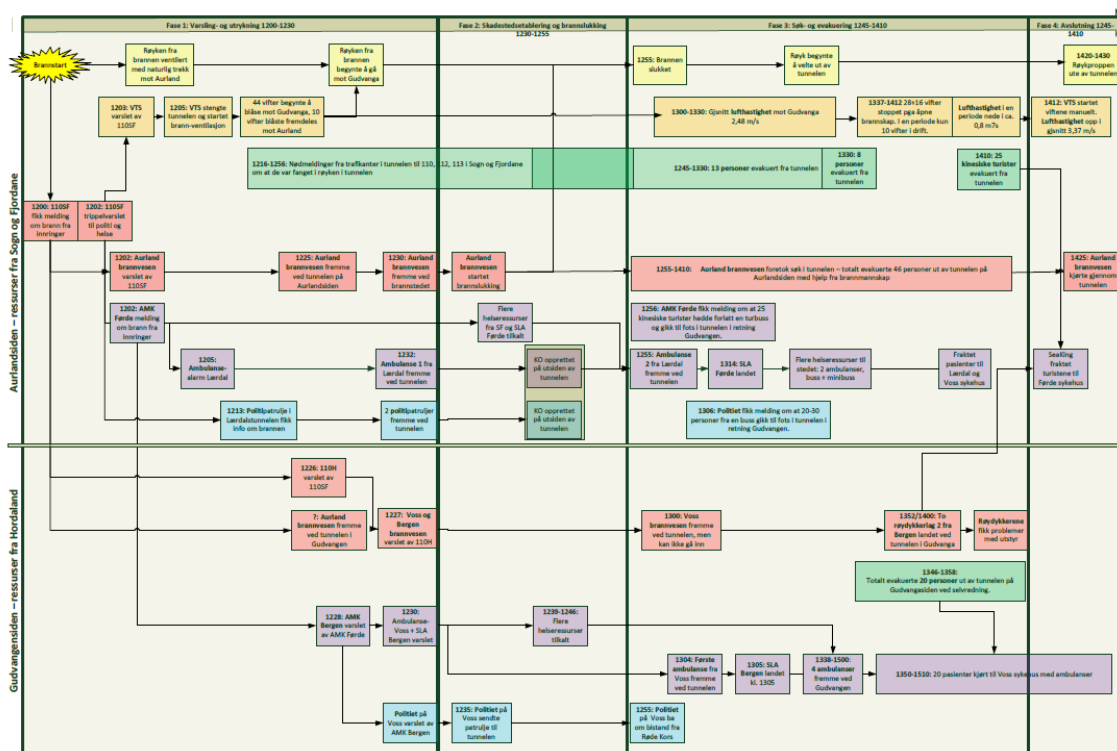 Fase 1: Varsling- og utrykning 1200-1230
Fase 2: Skadestedsetablering og brannslukking
1230-1255
Fase 3: Søk- og evakuering 1245-1410
Fase 4: Avslutning 1245-
1410
Aurlandsiden – ressurser fra Sogn og Fjordane
Gudvangensiden – ressurser fra Hordaland
Brannstart
Røyken fra
brannen ventilert
med naturlig trekk
mot Aurland
Røyken fra
brannen
begynte å gå
mot Gudvanga
1255: Brannen
slukket
Røyk begynte
å velte ut av
tunnelen
1420-1430
Røykproppen
ute av tunnelen
1203: VTS
varslet av
110SF
1205: VTS stengte
tunnelen og startet
brann-ventilasjon
44 vifter begynte å
blåse mot Gudvanga, 10
vifter blåste fremdeles mot
Aurland
1300-1330: Gjsnitt lufthastighet mot Gudvanga
2,48 m/s
1337-1412 28+16 vifter
stoppet pga åpne
brannskap. I en periode kun
10 vifter i drift.
Lufthastighet i en
periode nede i ca.
0,8 m7s
1412: VTS startet
viftene manuelt.
Lufthastighet opp i
gjsnitt 3,37 m/s
1216-1256: Nødmeldinger fra trafikanter i tunnelen til 110, 112, 113 i Sogn og Fjordane
om at de var fanget i røyken i tunnelen
1245-1330: 13 personer evakuert fra tunnelen
1330: 8
personer
evakuert fra
tunnelen
1410: 25
kinesiske turister
evakuert fra
tunnelen
1200: 110SF
fikk melding
om brann fra
innringer
1202: 110SF
trippelvarslet
til politi og
helse
1202: Aurland
brannvesen
varslet av
110SF
1225: Aurland
brannvesen fremme
ved tunnelen på
Aurlandsiden
1230: Aurland
brannvesen
fremme ved
brannstedet
Aurland
brannvesen
startet
brannslukking
1255-1410: Aurland brannvesen foretok søk i tunnelen – totalt evakuerte 46 personer ut av tunnelen på
Aurlandsiden med hjelp fra brannmannskap
1425: Aurland
brannvesen
kjørte gjennom
tunnelen
1202: AMK
Førde melding
om brann fra
innringer
Flere
helseressurser
fra SF og SLA
Førde tilkalt
1256: AMK Førde fikk melding om at 25
kinesiske turister hadde forlatt en turbuss
og gikk til fots i tunnelen i retning
Gudvangen.
1205:
Ambulanse-
alarm Lærdal
1232:
Ambulanse 1 fra
Lærdal fremme
ved tunnelen
KO opprettet
på utsiden av
tunnelen
1255: Ambulanse
2 fra Lærdal
fremme ved
tunnelen
1314: SLA
Førde landet
Flere helseressurser til
stedet: 2 ambulanser,
buss + minibuss
Fraktet
pasienter til
Lærdal og
Voss sykehus
SeaKing
fraktet
turistene til
Førde sykehus
1213: Politipatrulje i
Lærdalstunnelen fikk
info om brannen
2 politipatruljer
fremme ved
tunnelen
KO opprettet
på utsiden av
tunnelen
1306: Politiet fikk melding om at 20-30
personer fra en buss gikk til fots i tunnelen i
retning Gudvangen.
1226: 110H
varslet av
110SF
?: Aurland
brannvesen fremme
ved tunnelen i
Gudvangen
1227: Voss og
Bergen
brannvesen
varslet av 110H
1300: Voss
brannvesen fremme
ved tunnelen, men
kan ikke gå inn
1352/1400: To
røydykkerlag 2 fra
Bergen landet ved
tunnelen i Gudvanga
Røydykkerene
fikk problemer
med utstyr
1346-1358:
Totalt evakuerte 20 personer ut av tunnelen på
Gudvangasiden ved selvredning.
1228: AMK
Bergen varslet
av AMK Førde
1230:
Ambulanse-
Voss + SLA
Bergen varslet
1239-1246:
Flere
helseressurser
tilkalt
1304: Første
ambulanse fra
Voss fremme
ved tunnelen
1305: SLA
Bergen landet
kl. 1305
1338-1500:
4 ambulanser
fremme ved
Gudvangen
1350-1510: 20 pasienter kjørt til Voss sykehus med ambulanser
Politiet på
Voss varslet av
AMK Bergen
1235: Politiet på
Voss sendte
patrulje til
tunnelen
1255: Politiet
på Voss ba
om bistand fra
Røde Kors